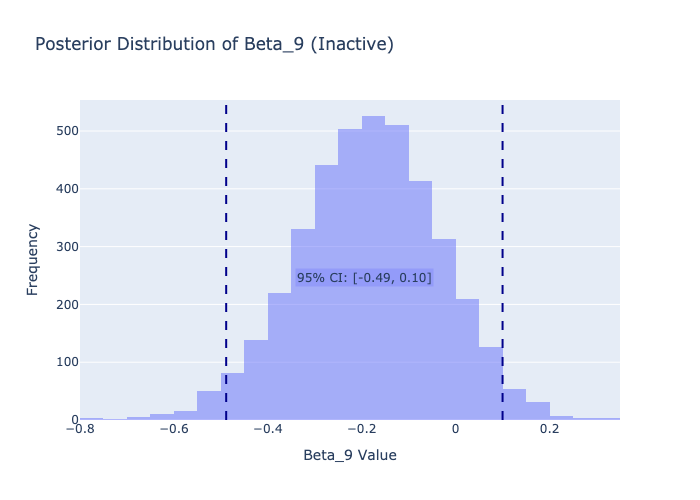 Posterior Distribution of Beta_9 (Inactive)
Frequency
500
400
300
200
100
0
95% CI: [-0.49, 0.10]
−0.8 −0.6 −0.4 −0.2 0 0.2
Beta_9 Value